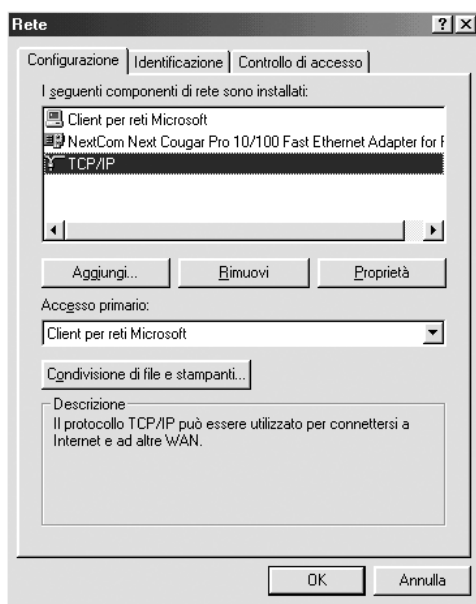 Rete
Configurazione Identificazione Controllo di accesso
I seguenti componenti di rete sono installati:
Client per reti Microsoft
NextCom Next Cougar Pro 10/100 Fast Ethernet Adapter for
TCP/IP
Aggiungi... Rimuovi Proprietà
Accesso primario:
Client per reti Microsoft
Condivisione di file e stampanti...
Descrizione
Il protocollo TCP/IP può essere utilizzato per connettersi a
Internet e ad altre WAN.
OK Annulla